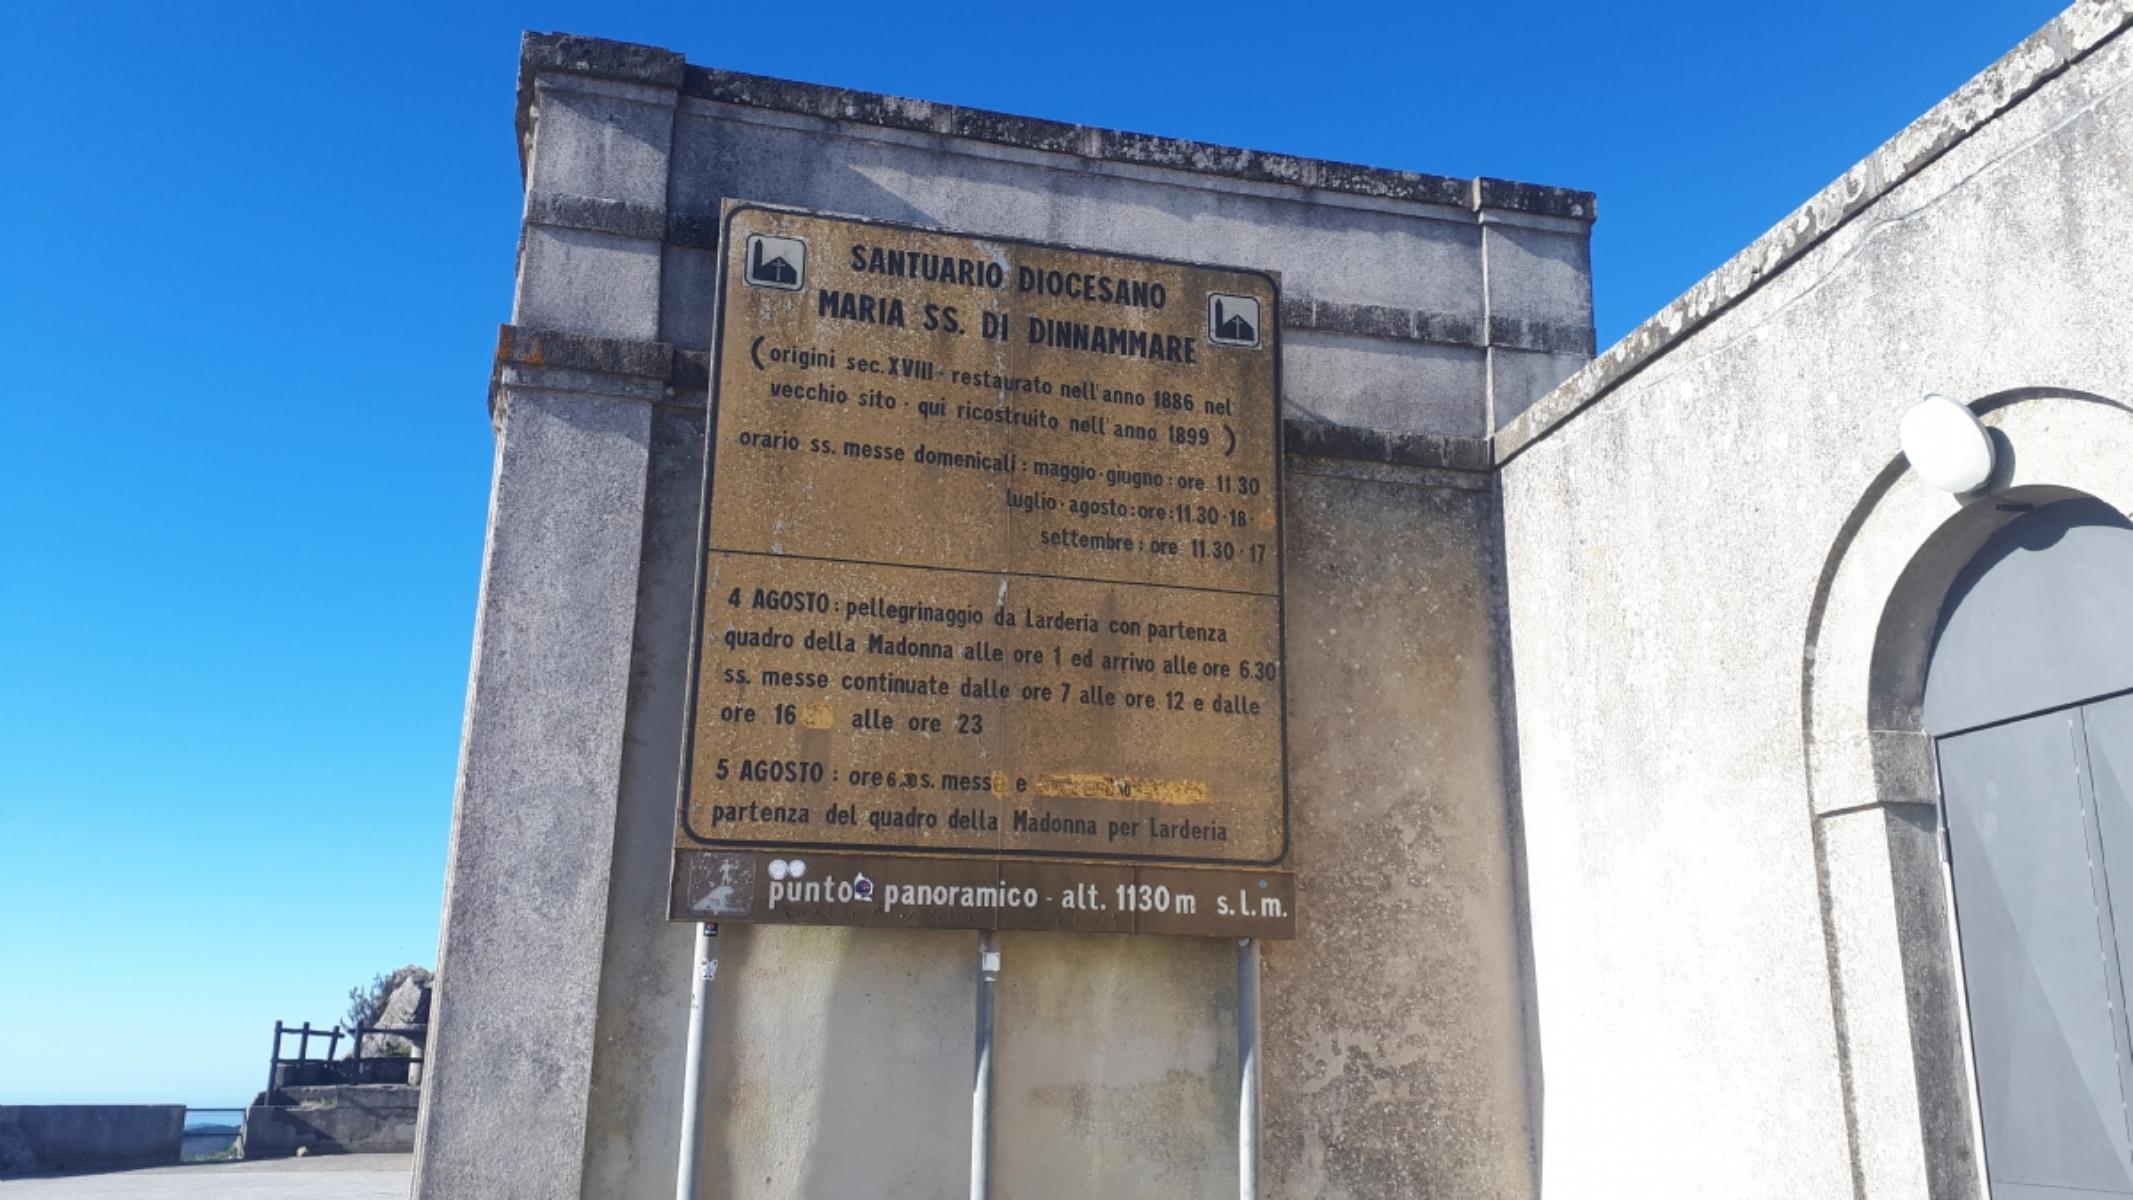 SANTUARIO DIOCESANO
MARIA SS. DI DINNAMMARE
(origini sec. XVIII - restaurato nell'anno 1886 nel
vecchio sito - qui ricostruito nell'anno 1899)
orario ss. messe domenicali : maggio - giugno : ore 11.30
luglio - agosto : ore : 11.30 - 18 -
settembre : ore 11.30 - 17
4 AGOSTO : pellegrinaggio da Larderia con partenza
quadro della Madonna alle ore 1 ed arrivo alle ore 6.30
ss. messe continuate dalle ore 7 alle ore 12 e dalle
ore 16 alle ore 23
5 AGOSTO : ore 6.30 s. messa e
partenza del quadro della Madonna per Larderia
punto panoramico - alt. 1130 m s.l.m.